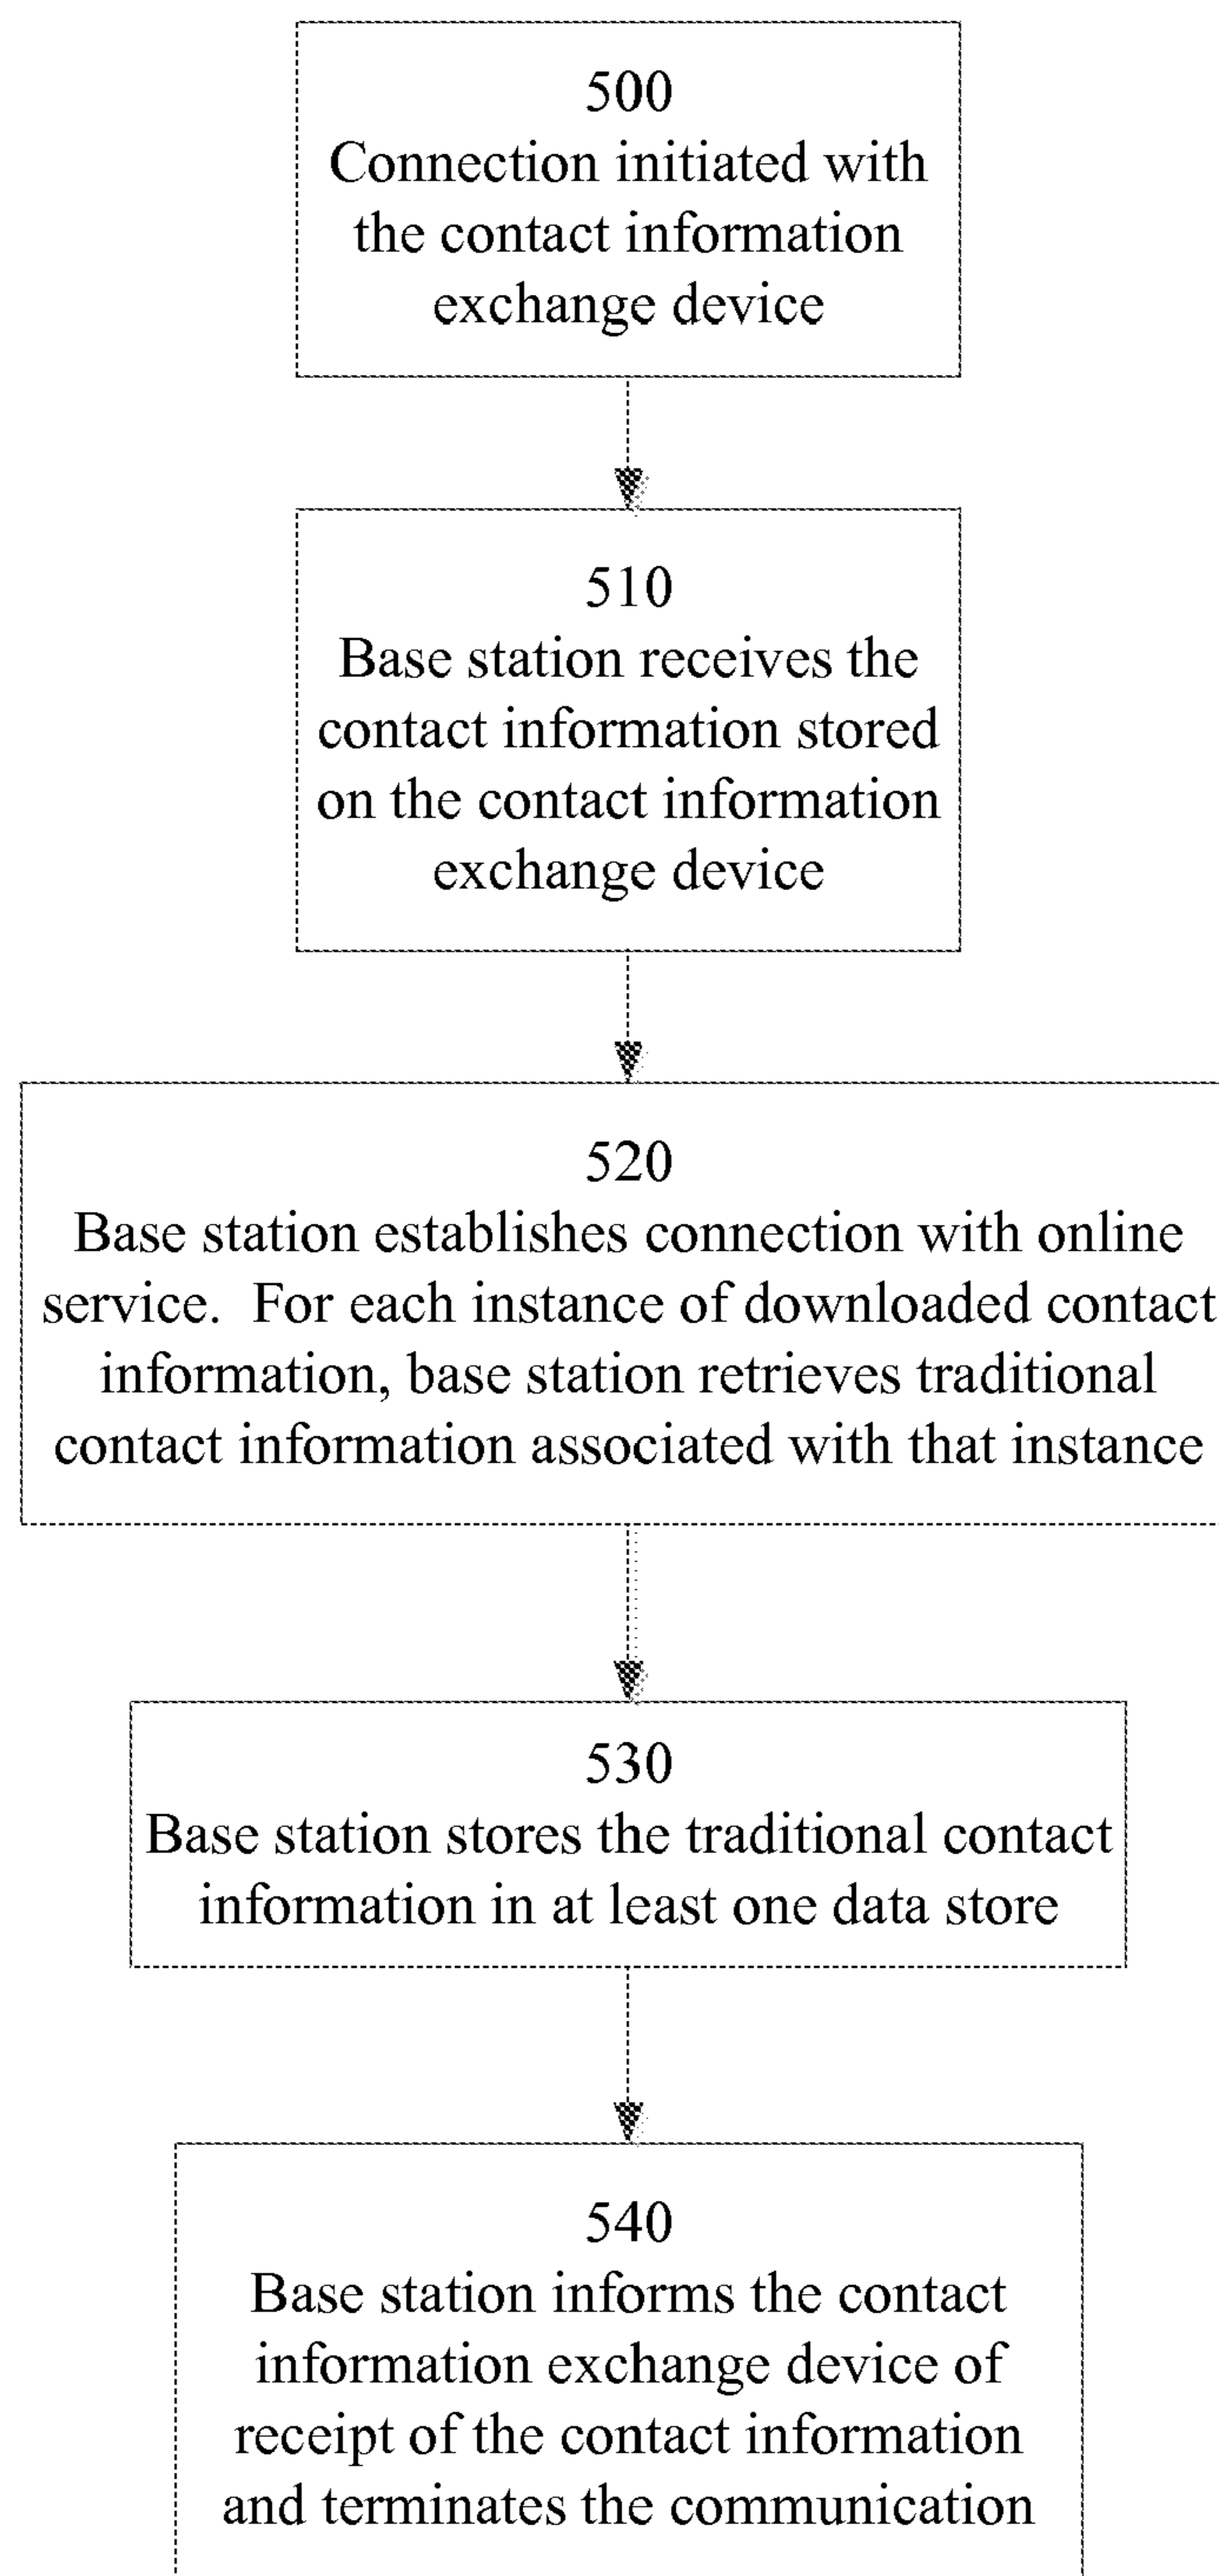 500
Connection initiated with
the contact information
exchange device
510
Base station receives the
contact information stored
on the contact information
exchange device
520
Base station establishes connection with online
service.  For each instance of downloaded contact
information, base station retrieves traditional
contact information associated with that instance
530
Base station stores the traditional contact
information in at least one data store
540
Base station informs the contact
information exchange device of
receipt of the contact information
and terminates the communication